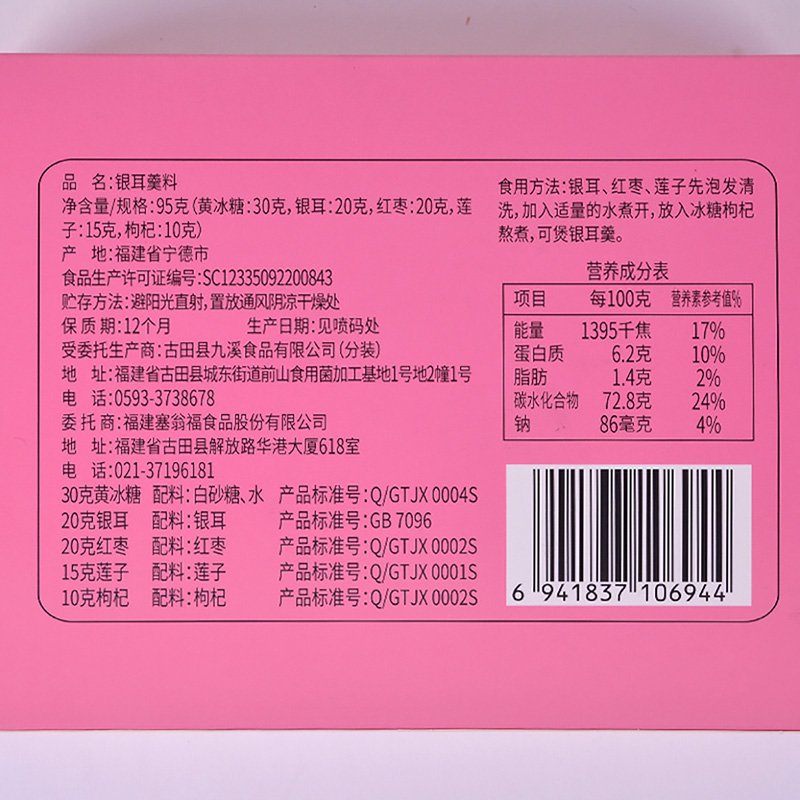 品 名:银耳羹料
净含量/规格:95克(黄冰糖:30克,银耳:20克,红枣:20克,莲
子:15克,枸杞:10克)
产 地:福建省宁德市
食品生产许可证编号:SC12335092200843
贮存方法:避阳光直射,置放通风阴凉干燥处
保质期:12个月 生产日期:见喷码处
受委托生产商:古田县九溪食品有限公司(分装)
地 址:福建省古田县城东街道前山食用菌加工基地1号地2幢1号
电 话:0593-3738678
委托商:福建塞翁福食品股份有限公司
地 址:福建省古田县解放路华港大厦618室
电 话:021-37196181
30克黄冰糖 配料:白砂糖、水 产品标准号:Q/GTJX 0004S
20克银耳 配料:银耳 产品标准号:GB 7096
20克红枣 配料:红枣 产品标准号:Q/GTJX 0002S
15克莲子 配料:莲子 产品标准号:Q/GTJX 0001S
10克枸杞 配料:枸杞 产品标准号:Q/GTJX 0002S
食用方法:银耳、红枣、莲子先泡发清
洗,加入适量的水煮开,放入冰糖枸杞
熬煮,可煲银耳羹。
营养成分表
项目 每100克 营养素参考值%
能量 1395千焦 17%
蛋白质 6.2克 10%
脂肪 1.4克 2%
碳水化合物 72.8克 24%
钠 86毫克 4%
6 941837 106944